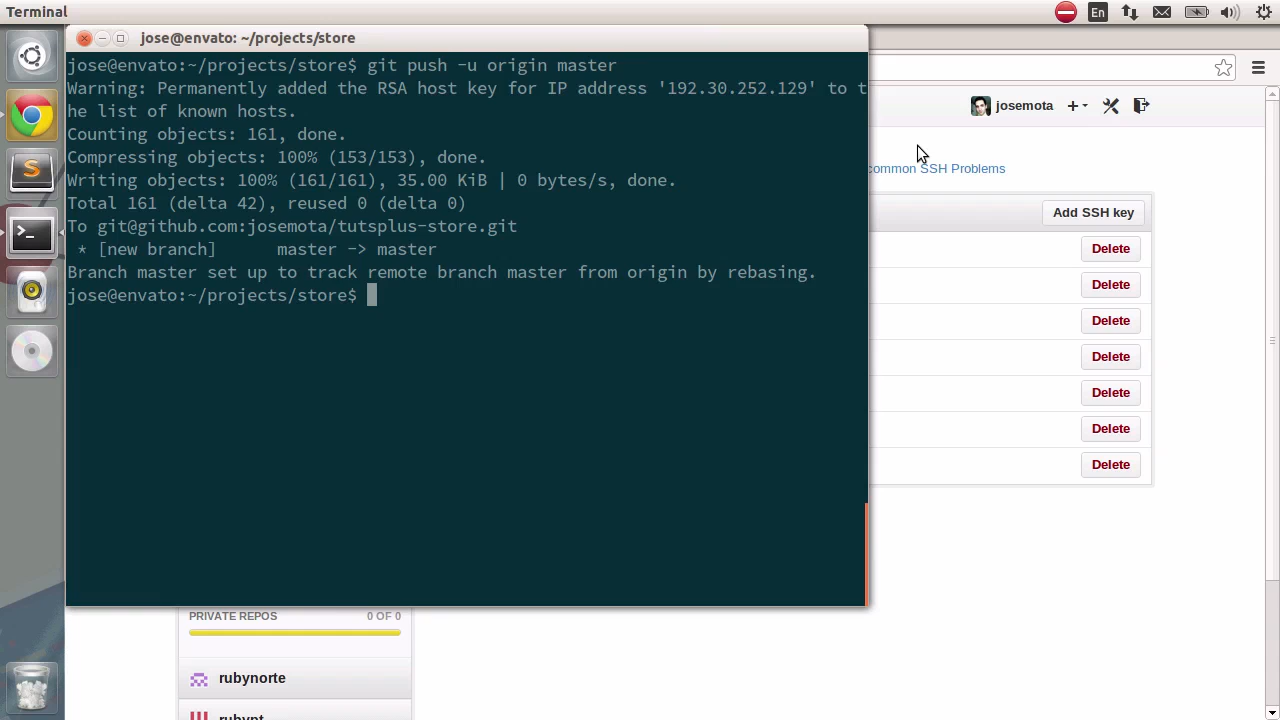 Terminal
En
jose@envato: ~/projects/store
jose@envato:~/projects/store$ git push -u origin master
Warning: Permanently added the RSA host key for IP address '192.30.252.129' to t
he list of known hosts.
Counting objects: 161, done.
Compressing objects: 100% (153/153), done.
Writing objects: 100% (161/161), 35.00 KiB | 0 bytes/s, done.
Total 161 (delta 42), reused 0 (delta 0)
To git@github.com:josemota/tutsplus-store.git
* [new branch]      master -> master
Branch master set up to track remote branch master from origin by rebasing.
jose@envato:~/projects/store$
josemota
common SSH Problems
Add SSH key
Delete
Delete
Delete
Delete
Delete
Delete
Delete
PRIVATE REPOS 0 OF 0
rubynorte
rubypt